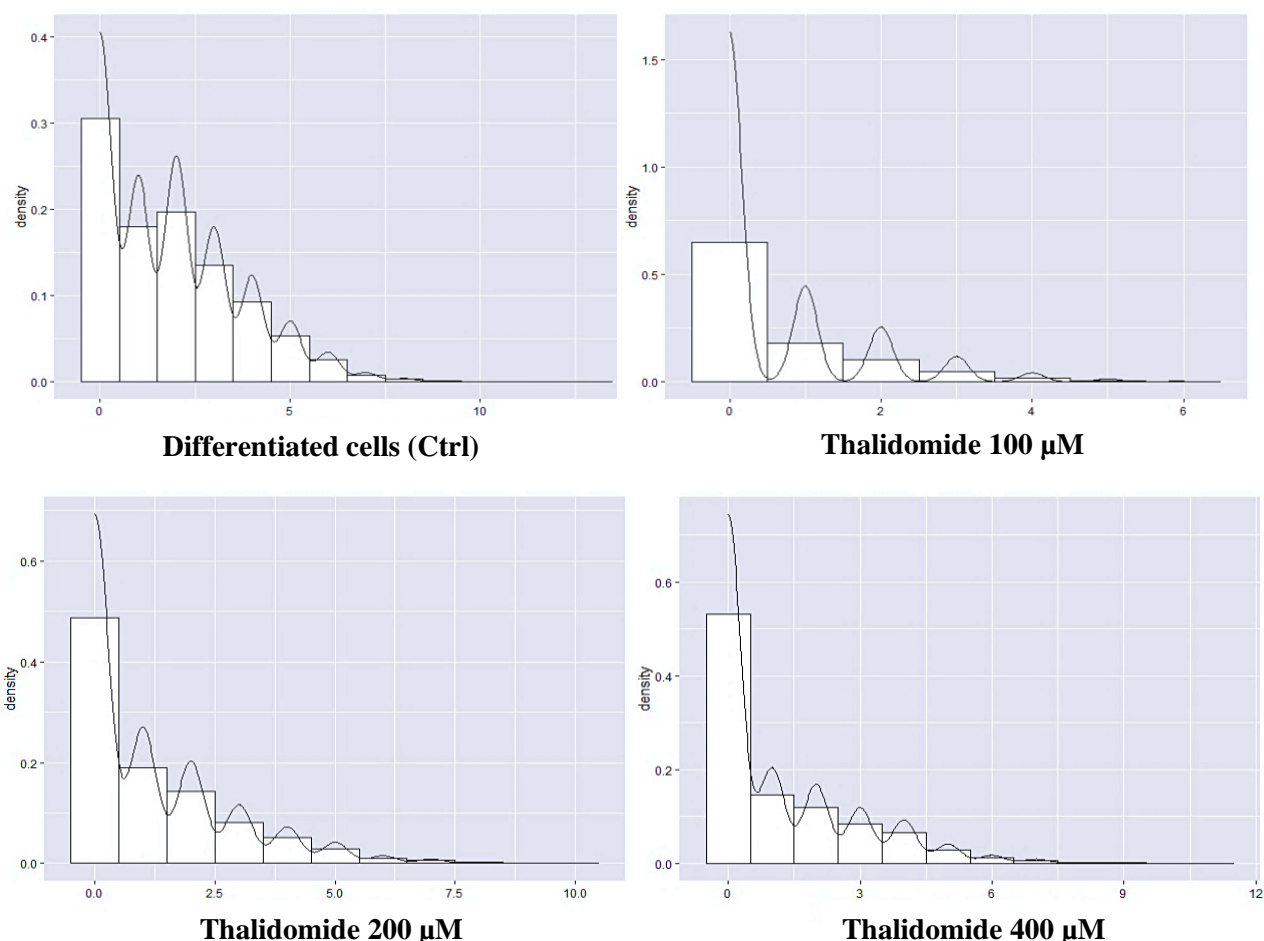 0.4
0.3
0.2
0.1
0.0
density
0 5 10
Differentiated cells (Ctrl)
1.5
1.0
0.5
0.0
density
0 2 4 6
Thalidomide 100 μM
0.6
0.4
0.2
0.0
density
0.0 2.5 5.0 7.5 10.0
Thalidomide 200 μM
0.6
0.4
0.2
0.0
density
0 3 6 9 12
Thalidomide 400 μM